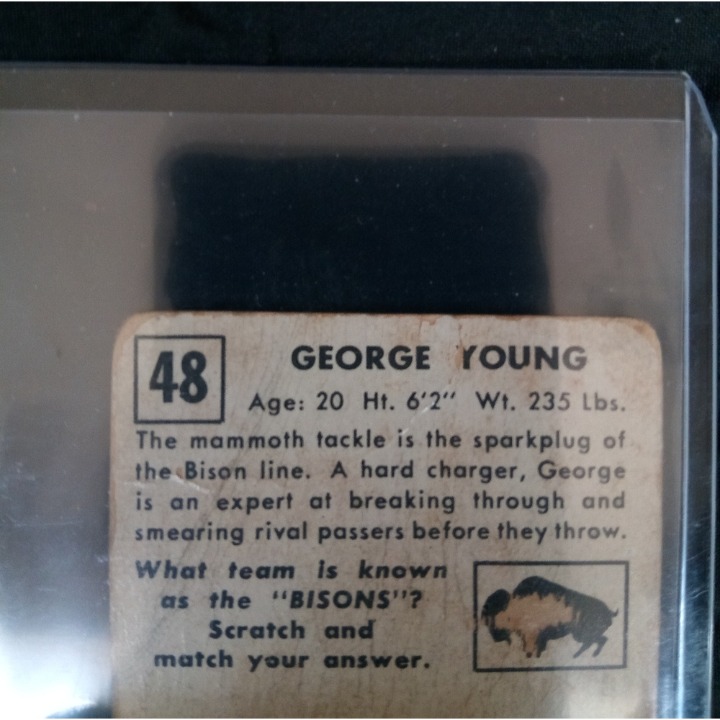 48
GEORGE YOUNG
Age: 20 Ht. 6'2" Wt. 235 Lbs.
The mammoth tackle is the sparkplug of
the Bison line. A hard charger, George
is an expert at breaking through and
smearing rival passers before they throw.
What team is known
as the "BISONS"?
Scratch and
match your answer.